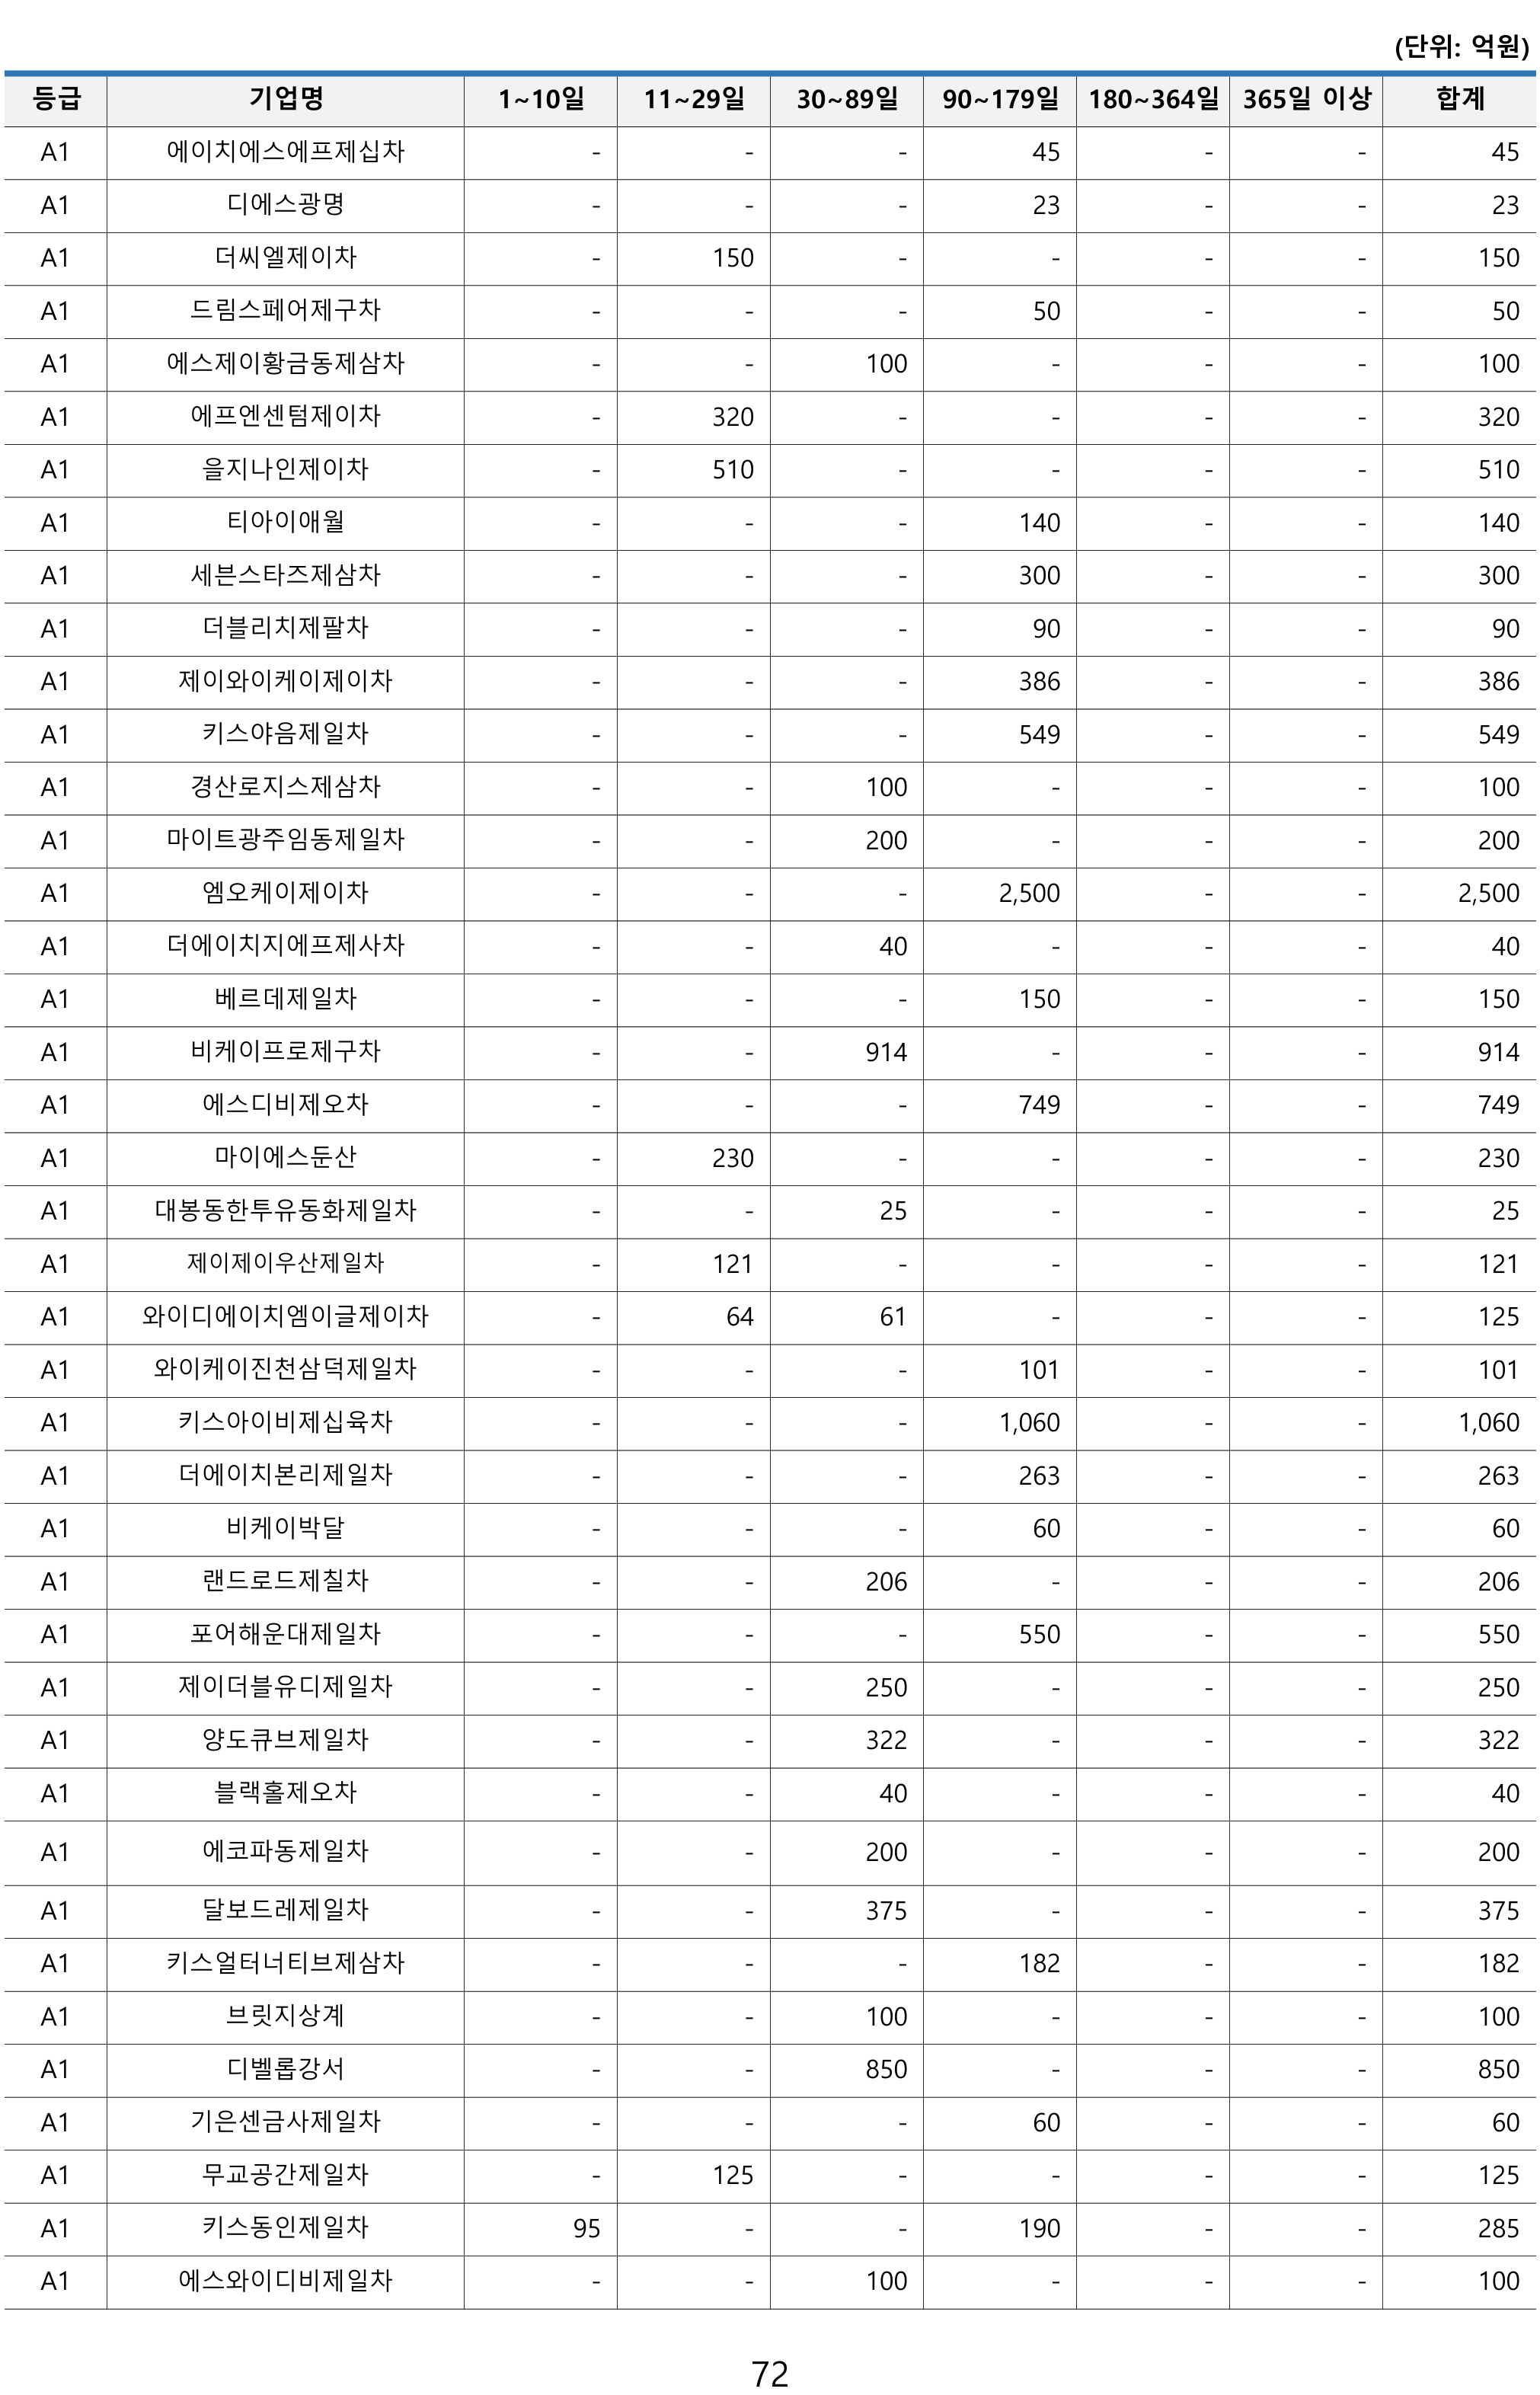 (단위: 억원)
등급 기업명 1~10일 11~29일 30~89일 90~179일 180~364일 365일 이상 합계
A1 에이치에스에프제십차 - - - 45 - - 45
A1 디에스광명 - - - 23 - - 23
A1 더씨엘제이차 - 150 - - - - 150
A1 드림스페어제구차 - - - 50 - - 50
A1 에스제이황금동제삼차 - - 100 - - - 100
A1 에프엔센텀제이차 - 320 - - - - 320
A1 을지나인제이차 - 510 - - - - 510
A1 티아이애월 - - - 140 - - 140
A1 세븐스타즈제삼차 - - - 300 - - 300
A1 더블리치제팔차 - - - 90 - - 90
A1 제이와이케이제이차 - - - 386 - - 386
A1 키스야음제일차 - - - 549 - - 549
A1 경산로지스제삼차 - - 100 - - - 100
A1 마이트광주임동제일차 - - 200 - - - 200
A1 엠오케이제이차 - - - 2,500 - - 2,500
A1 더에이치지에프제사차 - - 40 - - - 40
A1 베르데제일차 - - - 150 - - 150
A1 비케이프로제구차 - - 914 - - - 914
A1 에스디비제오차 - - - 749 - - 749
A1 마이에스둔산 - 230 - - - - 230
A1 대봉동한투유동화제일차 - - 25 - - - 25
A1 제이제이우산제일차 - 121 - - - - 121
A1 와이디에이치엠이글제이차 - 64 61 - - - 125
A1 와이케이진천삼덕제일차 - - - 101 - - 101
A1 키스아이비제십육차 - - - 1,060 - - 1,060
A1 더에이치본리제일차 - - - 263 - - 263
A1 비케이박달 - - - 60 - - 60
A1 랜드로드제칠차 - - 206 - - - 206
A1 포어해운대제일차 - - - 550 - - 550
A1 제이더블유디제일차 - - 250 - - - 250
A1 양도큐브제일차 - - 322 - - - 322
A1 블랙홀제오차 - - 40 - - - 40
A1 에코파동제일차 - - 200 - - - 200
A1 달보드레제일차 - - 375 - - - 375
A1 키스얼터너티브제삼차 - - - 182 - - 182
A1 브릿지상계 - - 100 - - - 100
A1 디벨롭강서 - - 850 - - - 850
A1 기은센금사제일차 - - - 60 - - 60
A1 무교공간제일차 - 125 - - - - 125
A1 키스동인제일차 95 - - 190 - - 285
A1 에스와이디비제일차 - - 100 - - - 100
72